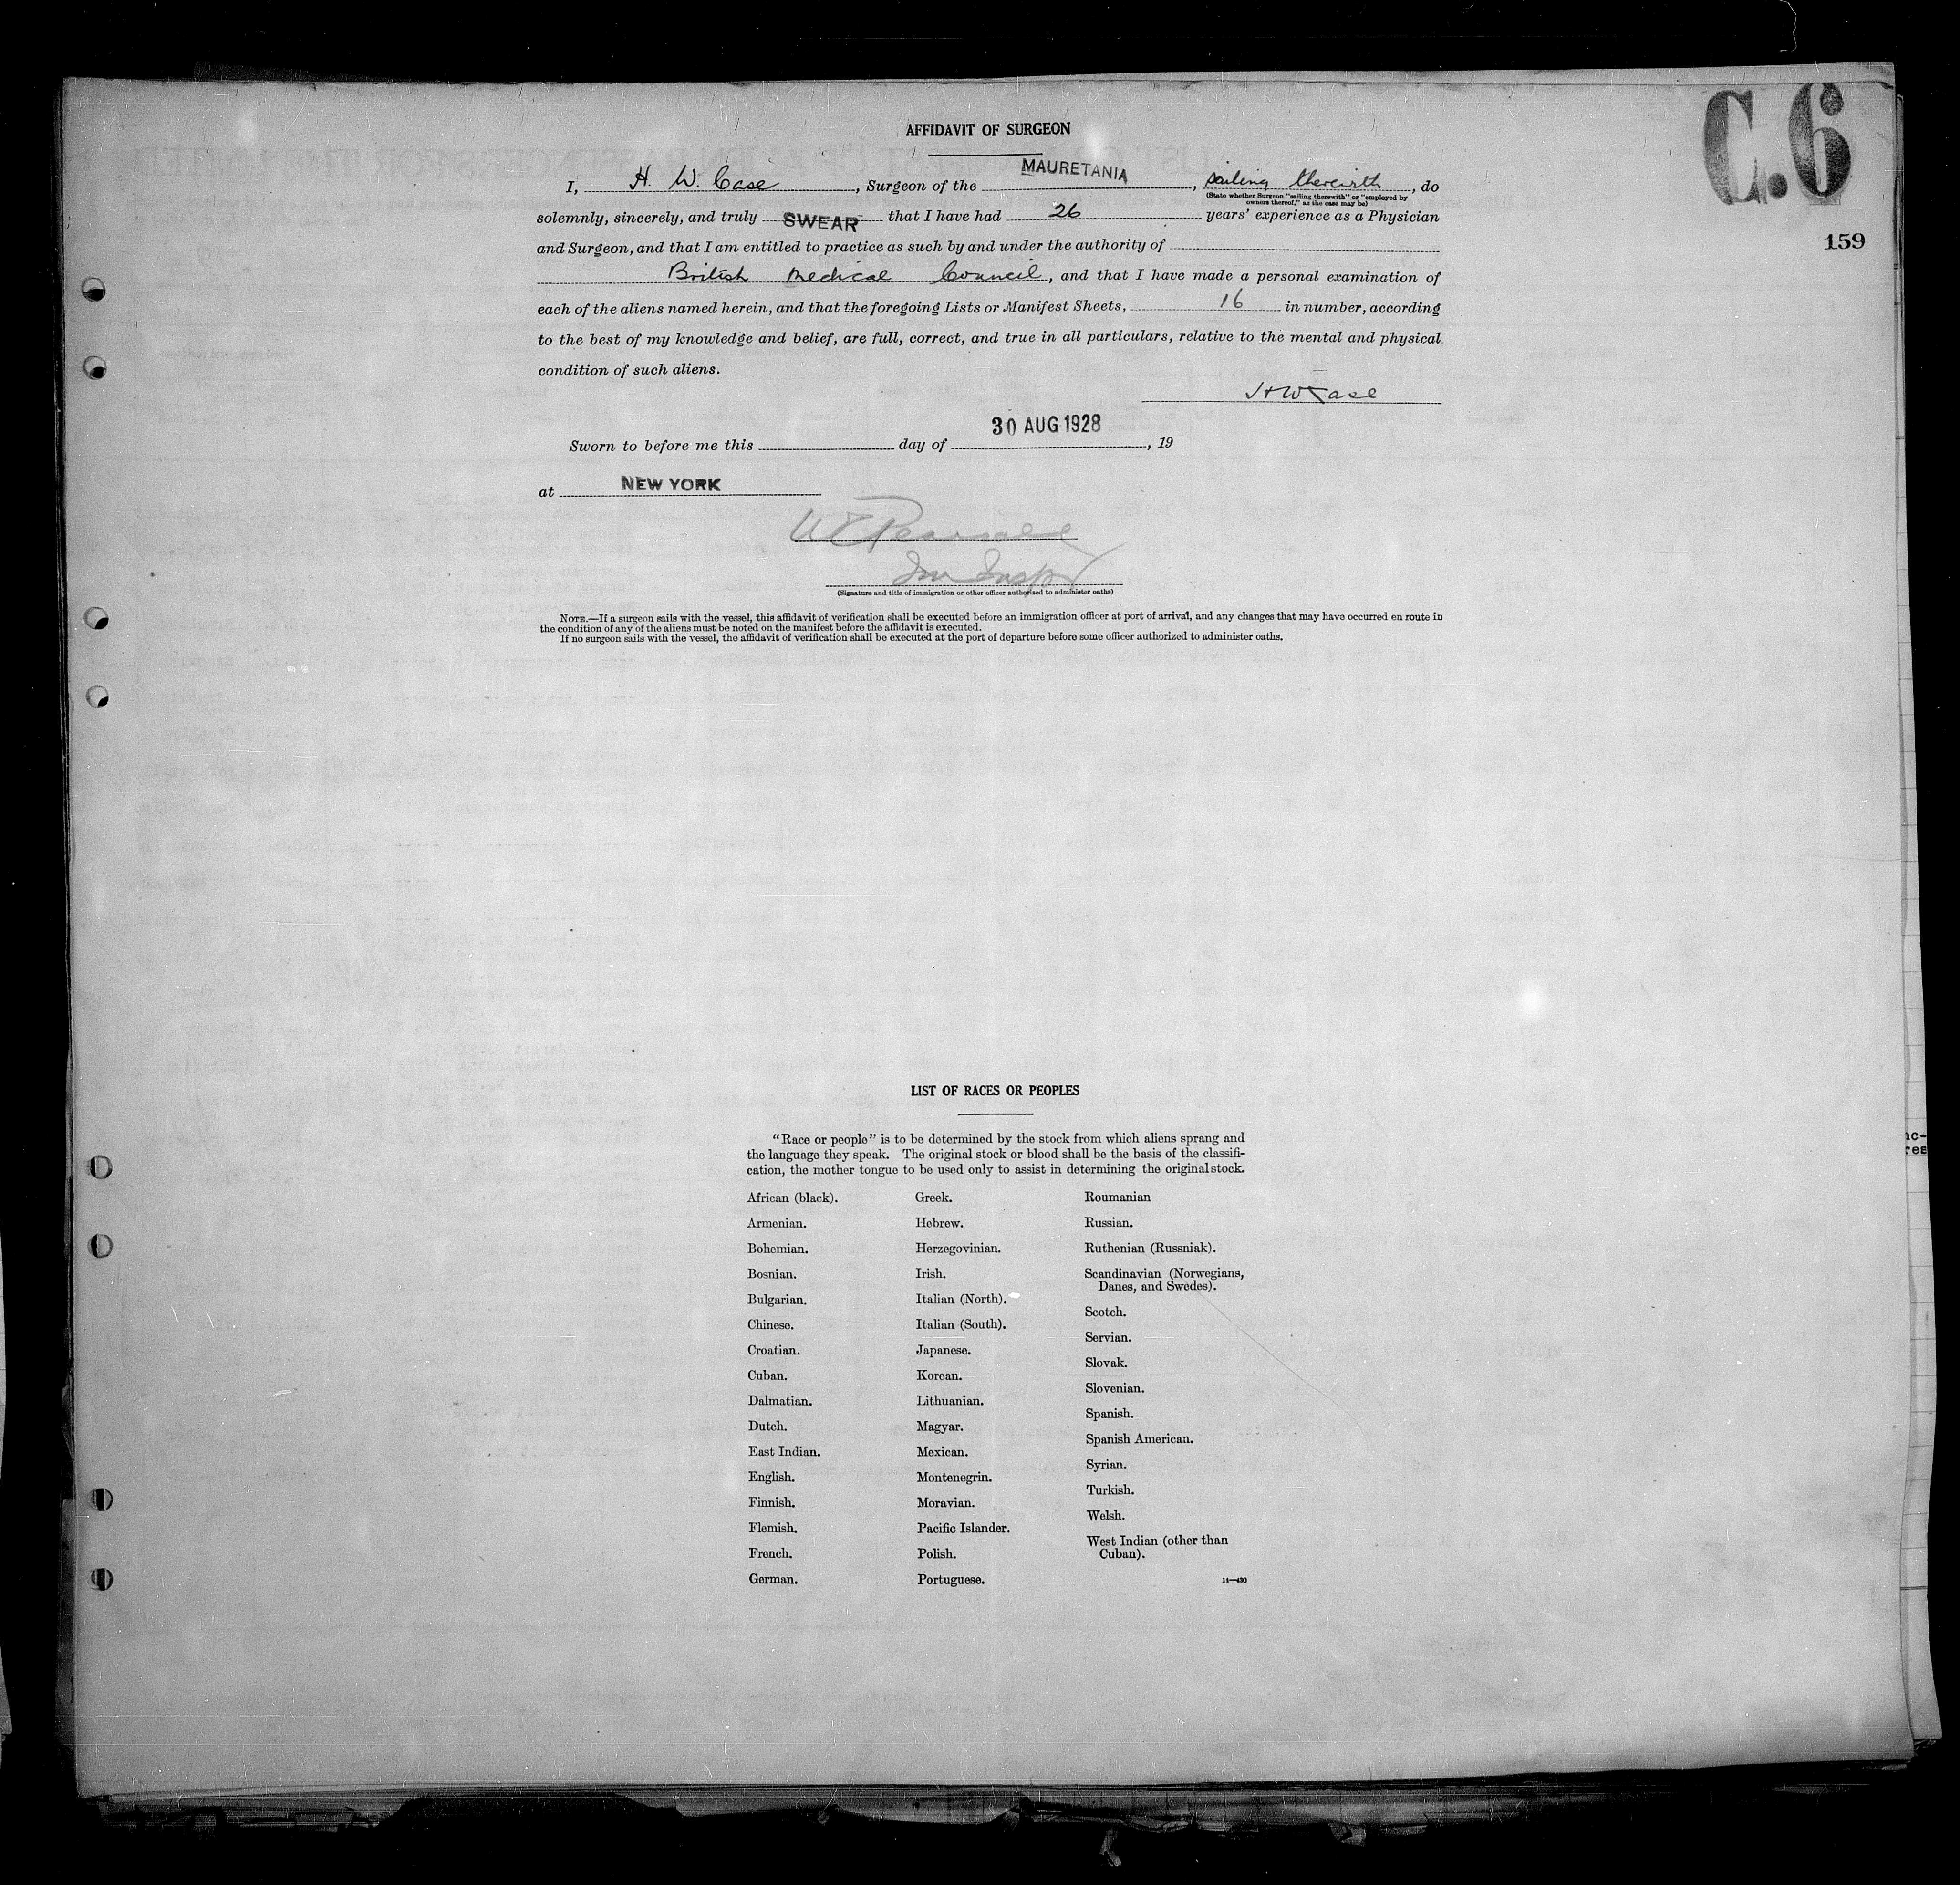 C.6
159
AFFIDAVIT OF SURGEON
I, H. W. Case, Surgeon of the MAURETANIA, sailing therewith, do
(State whether Surgeon "sailing therewith" or "employed by
owners thereof," as the case may be)
solemnly, sincerely, and truly SWEAR that I have had 26 years' experience as a Physician
and Surgeon, and that I am entitled to practice as such by and under the authority of
British Medical Council, and that I have made a personal examination of
each of the aliens named herein, and that the foregoing Lists or Manifest Sheets, 16 in number, according
to the best of my knowledge and belief, are full, correct, and true in all particulars, relative to the mental and physical
condition of such aliens.
HW Case
30 AUG 1928
Sworn to before me this day of , 19
at NEW YORK
Imm Inspr
(Signature and title of immigration or other officer authorized to administer oaths)
NOTE.—If a surgeon sails with the vessel, this affidavit of verification shall be executed before an immigration officer at port of arrival, and any changes that may have occurred en route in
the condition of any of the aliens must be noted on the manifest before the affidavit is executed.
If no surgeon sails with the vessel, the affidavit of verification shall be executed at the port of departure before some officer authorized to administer oaths.
LIST OF RACES OR PEOPLES
"Race or people" is to be determined by the stock from which aliens sprang and
the language they speak. The original stock or blood shall be the basis of the classifi-
cation, the mother tongue to be used only to assist in determining the original stock.
African (black).
Armenian.
Bohemian.
Bosnian.
Bulgarian.
Chinese.
Croatian.
Cuban.
Dalmatian.
Dutch.
East Indian.
English.
Finnish.
Flemish.
French.
German.
Greek.
Hebrew.
Herzegovinian.
Irish.
Italian (North).
Italian (South).
Japanese.
Korean.
Lithuanian.
Magyar.
Mexican.
Montenegrin.
Moravian.
Pacific Islander.
Polish.
Portuguese.
Roumanian
Russian.
Ruthenian (Russniak).
Scandinavian (Norwegians,
Danes, and Swedes).
Scotch.
Servian.
Slovak.
Slovenian.
Spanish.
Spanish American.
Syrian.
Turkish.
Welsh.
West Indian (other than
Cuban).
14—430